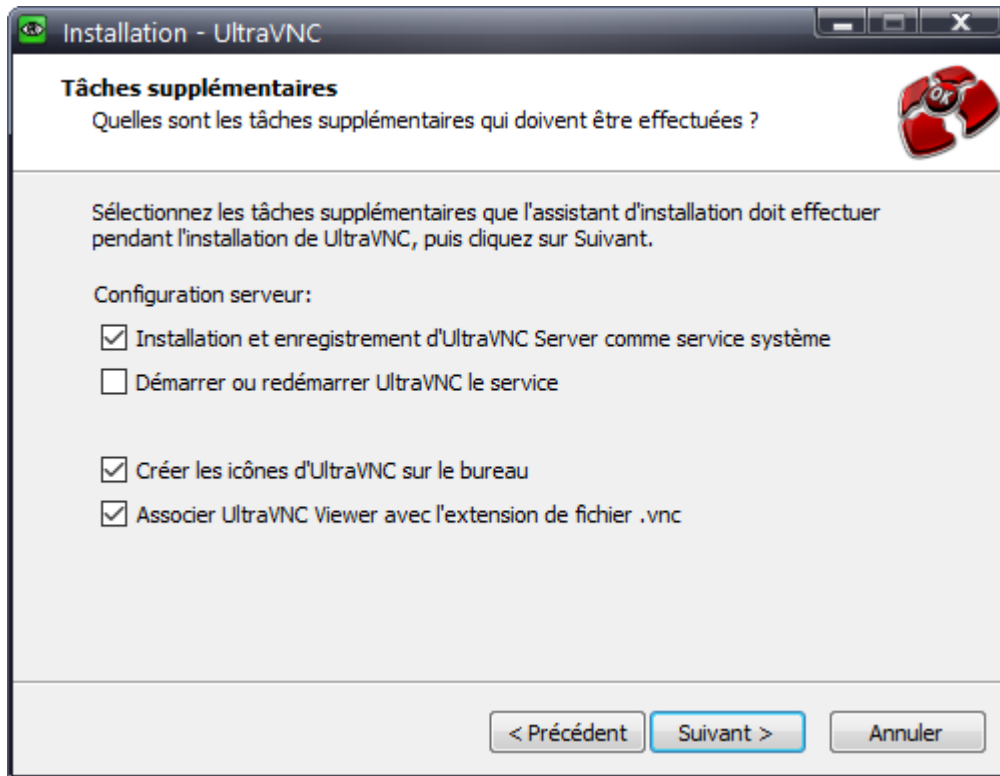 Installation - UltraVNC
Tâches supplémentaires
Quelles sont les tâches supplémentaires qui doivent être effectuées ?
OK
Sélectionnez les tâches supplémentaires que l'assistant d'installation doit effectuer
pendant l'installation de UltraVNC, puis cliquez sur Suivant.
Configuration serveur:
Installation et enregistrement d'UltraVNC Server comme service système
Démarrer ou redémarrer UltraVNC le service
Créer les icônes d'UltraVNC sur le bureau
Associer UltraVNC Viewer avec l'extension de fichier .vnc
< Précédent
Suivant >
Annuler